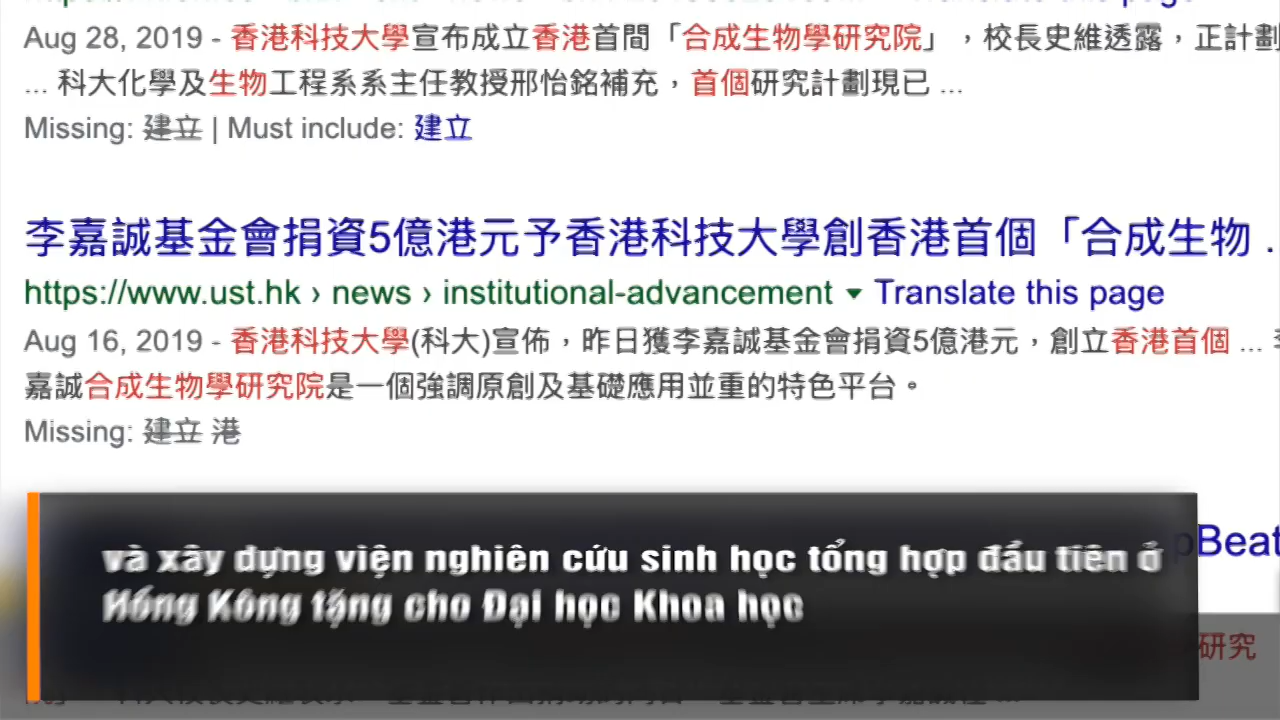 Aug 28, 2019 - 香港科技大學宣布成立香港首間「合成生物學研究院」，校長史維透露，正計劃
... 科大化學及生物工程系系主任教授邢怡銘補充，首個研究計劃現已 ...
Missing: 建立 | Must include: 建立
李嘉誠基金會捐資5億港元予香港科技大學創香港首個「合成生物 ...
https://www.ust.hk › news › institutional-advancement ▾ Translate this page
Aug 16, 2019 - 香港科技大學(科大)宣佈，昨日獲李嘉誠基金會捐資5億港元，創立香港首個 ...
嘉誠合成生物學研究院是一個強調原創及基礎應用並重的特色平台。
Missing: 建立 港
pBeat
và xây dựng viện nghiên cứu sinh học tổng hợp đầu tiên ở
Hồng Kông tặng cho Đại học Khoa học
研究